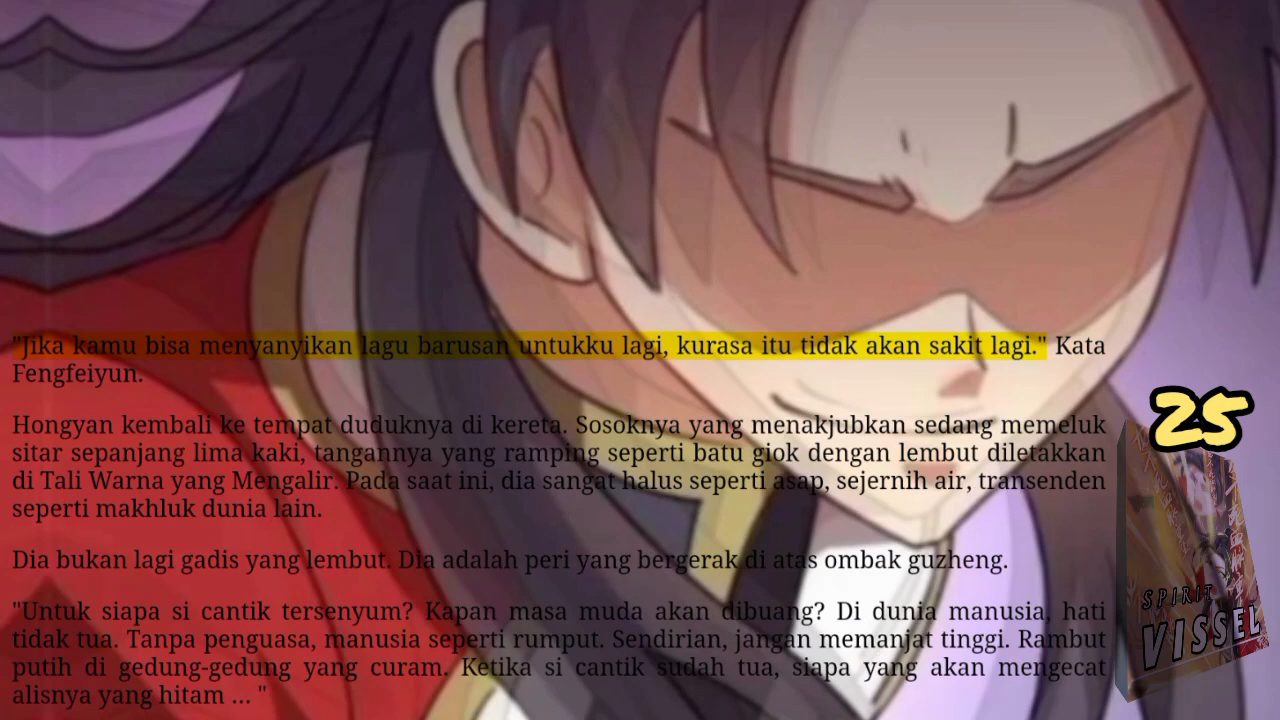 "Jika kamu bisa menyanyikan lagu barusan untukku lagi, kurasa itu tidak akan sakit lagi." Kata
Fengfeiyun.
Hongyan kembali ke tempat duduknya di kereta. Sosoknya yang menakjubkan sedang memeluk
sitar sepanjang lima kaki, tangannya yang ramping seperti batu giok dengan lembut diletakkan
di Tali Warna yang Mengalir. Pada saat ini, dia sangat halus seperti asap, sejernih air, transenden
seperti makhluk dunia lain.
Dia bukan lagi gadis yang lembut. Dia adalah peri yang bergerak di atas ombak guzheng.
"Untuk siapa si cantik tersenyum? Kapan masa muda akan dibuang? Di dunia manusia, hati
tidak tua. Tanpa penguasa, manusia seperti rumput. Sendirian, jangan memanjat tinggi. Rambut
putih di gedung-gedung yang curam. Ketika si cantik sudah tua, siapa yang akan mengecat
alisnya yang hitam ... "
25
SPIRIT
VISSEL